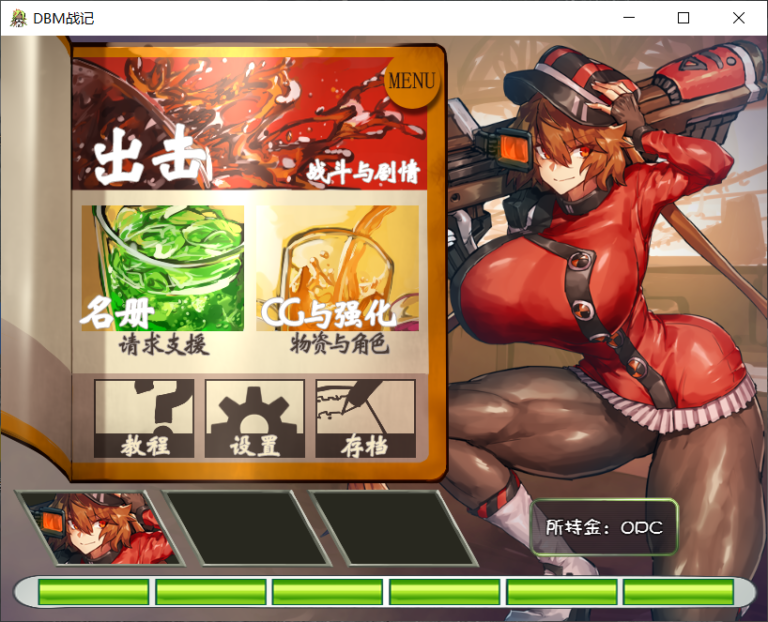 DBM战记
MENU
出击
战斗与剧情
名册
请求支援
CG与强化
物资与角色
教程
设置
存档
所持金：0DC